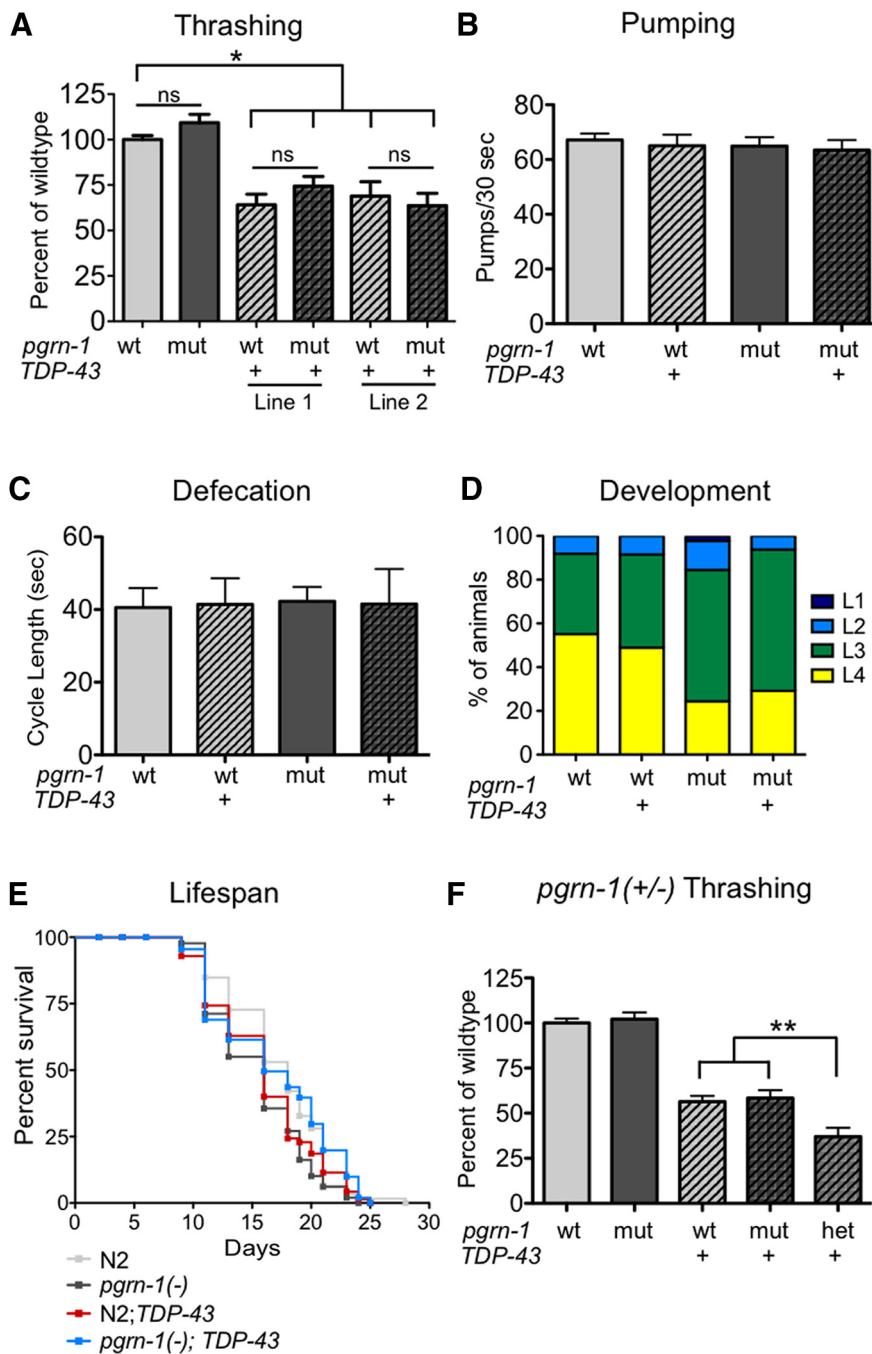 A
Thrashing
*
ns
ns
ns
Percent of wildtype
125
100
75
50
25
0
pgrn-1 wt mut wt mut wt mut
TDP-43 + + + +
Line 1 Line 2
B
Pumping
Pumps/30 sec
80
60
40
20
0
pgrn-1 wt wt mut mut
TDP-43 + +
C
Defecation
Cycle Length (sec)
60
40
20
0
pgrn-1 wt wt mut mut
TDP-43 + +
D
Development
% of animals
100
80
60
40
20
0
L1
L2
L3
L4
pgrn-1 wt wt mut mut
TDP-43 + +
E
Lifespan
Percent survival
100
75
50
25
0
0 5 10 15 20 25 30
Days
N2
pgrn-1(-)
N2;TDP-43
pgrn-1(-); TDP-43
F
pgrn-1(+/-) Thrashing
**
Percent of wildtype
125
100
75
50
25
0
pgrn-1 wt mut wt mut het
TDP-43 + + +